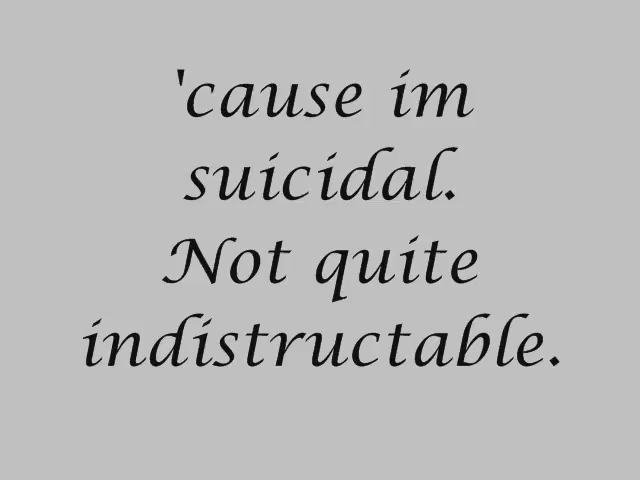 'cause im
suicidal.
Not quite
indistructable.